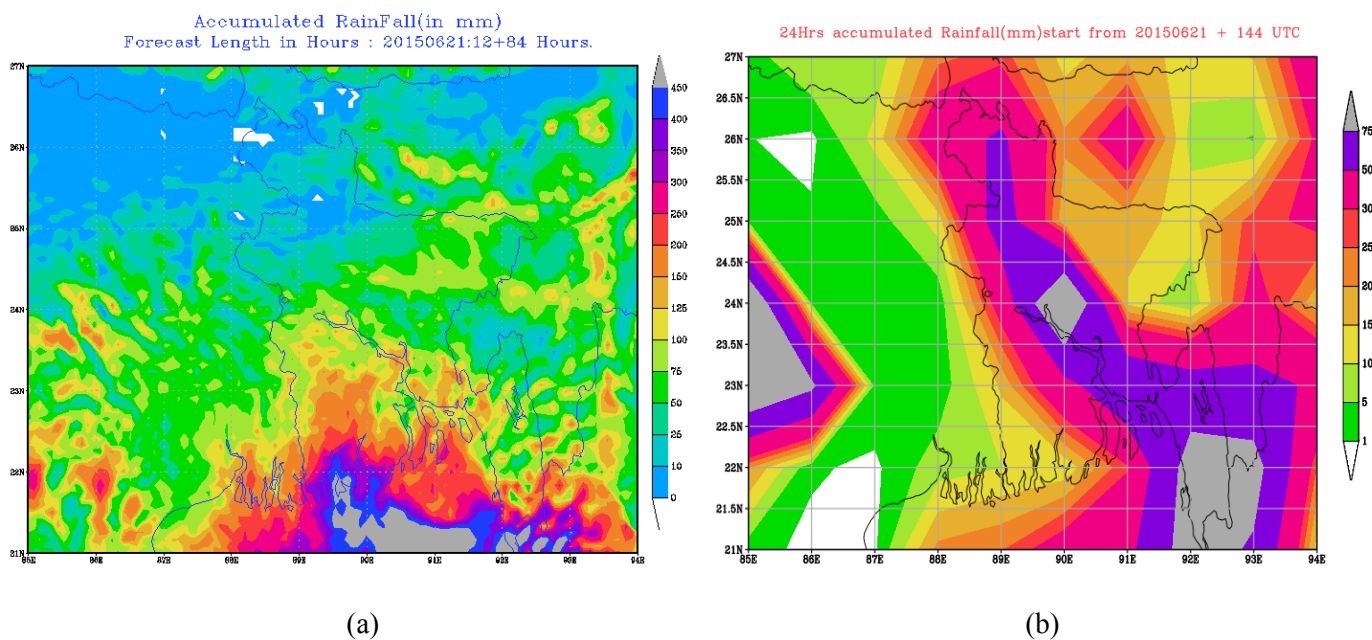 Accumulated RainFall(in mm)
Forecast Length in Hours : 20150621:12+84 Hours.
27N
26N
25N
24N
23N
22N
21N
85E 86E 87E 88E 89E 90E 91E 92E 93E 94E
450
400
350
300
250
200
150
125
100
75
50
25
10
0
(a)
24Hrs accumulated Rainfall(mm)start from 20150621 + 144 UTC
27N
26.5N
26N
25.5N
25N
24.5N
24N
23.5N
23N
22.5N
22N
21.5N
21N
85E 86E 87E 88E 89E 90E 91E 92E 93E 94E
75
50
25
20
15
10
5
1
(b)